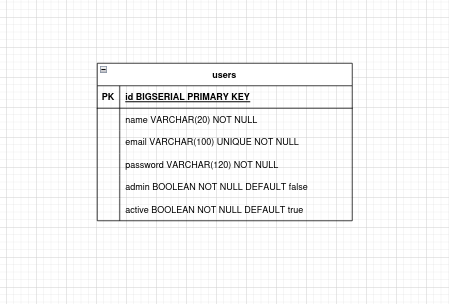 users
PK id BIGSERIAL PRIMARY KEY
name VARCHAR(20) NOT NULL
email VARCHAR(100) UNIQUE NOT NULL
password VARCHAR(120) NOT NULL
admin BOOLEAN NOT NULL DEFAULT false
active BOOLEAN NOT NULL DEFAULT true